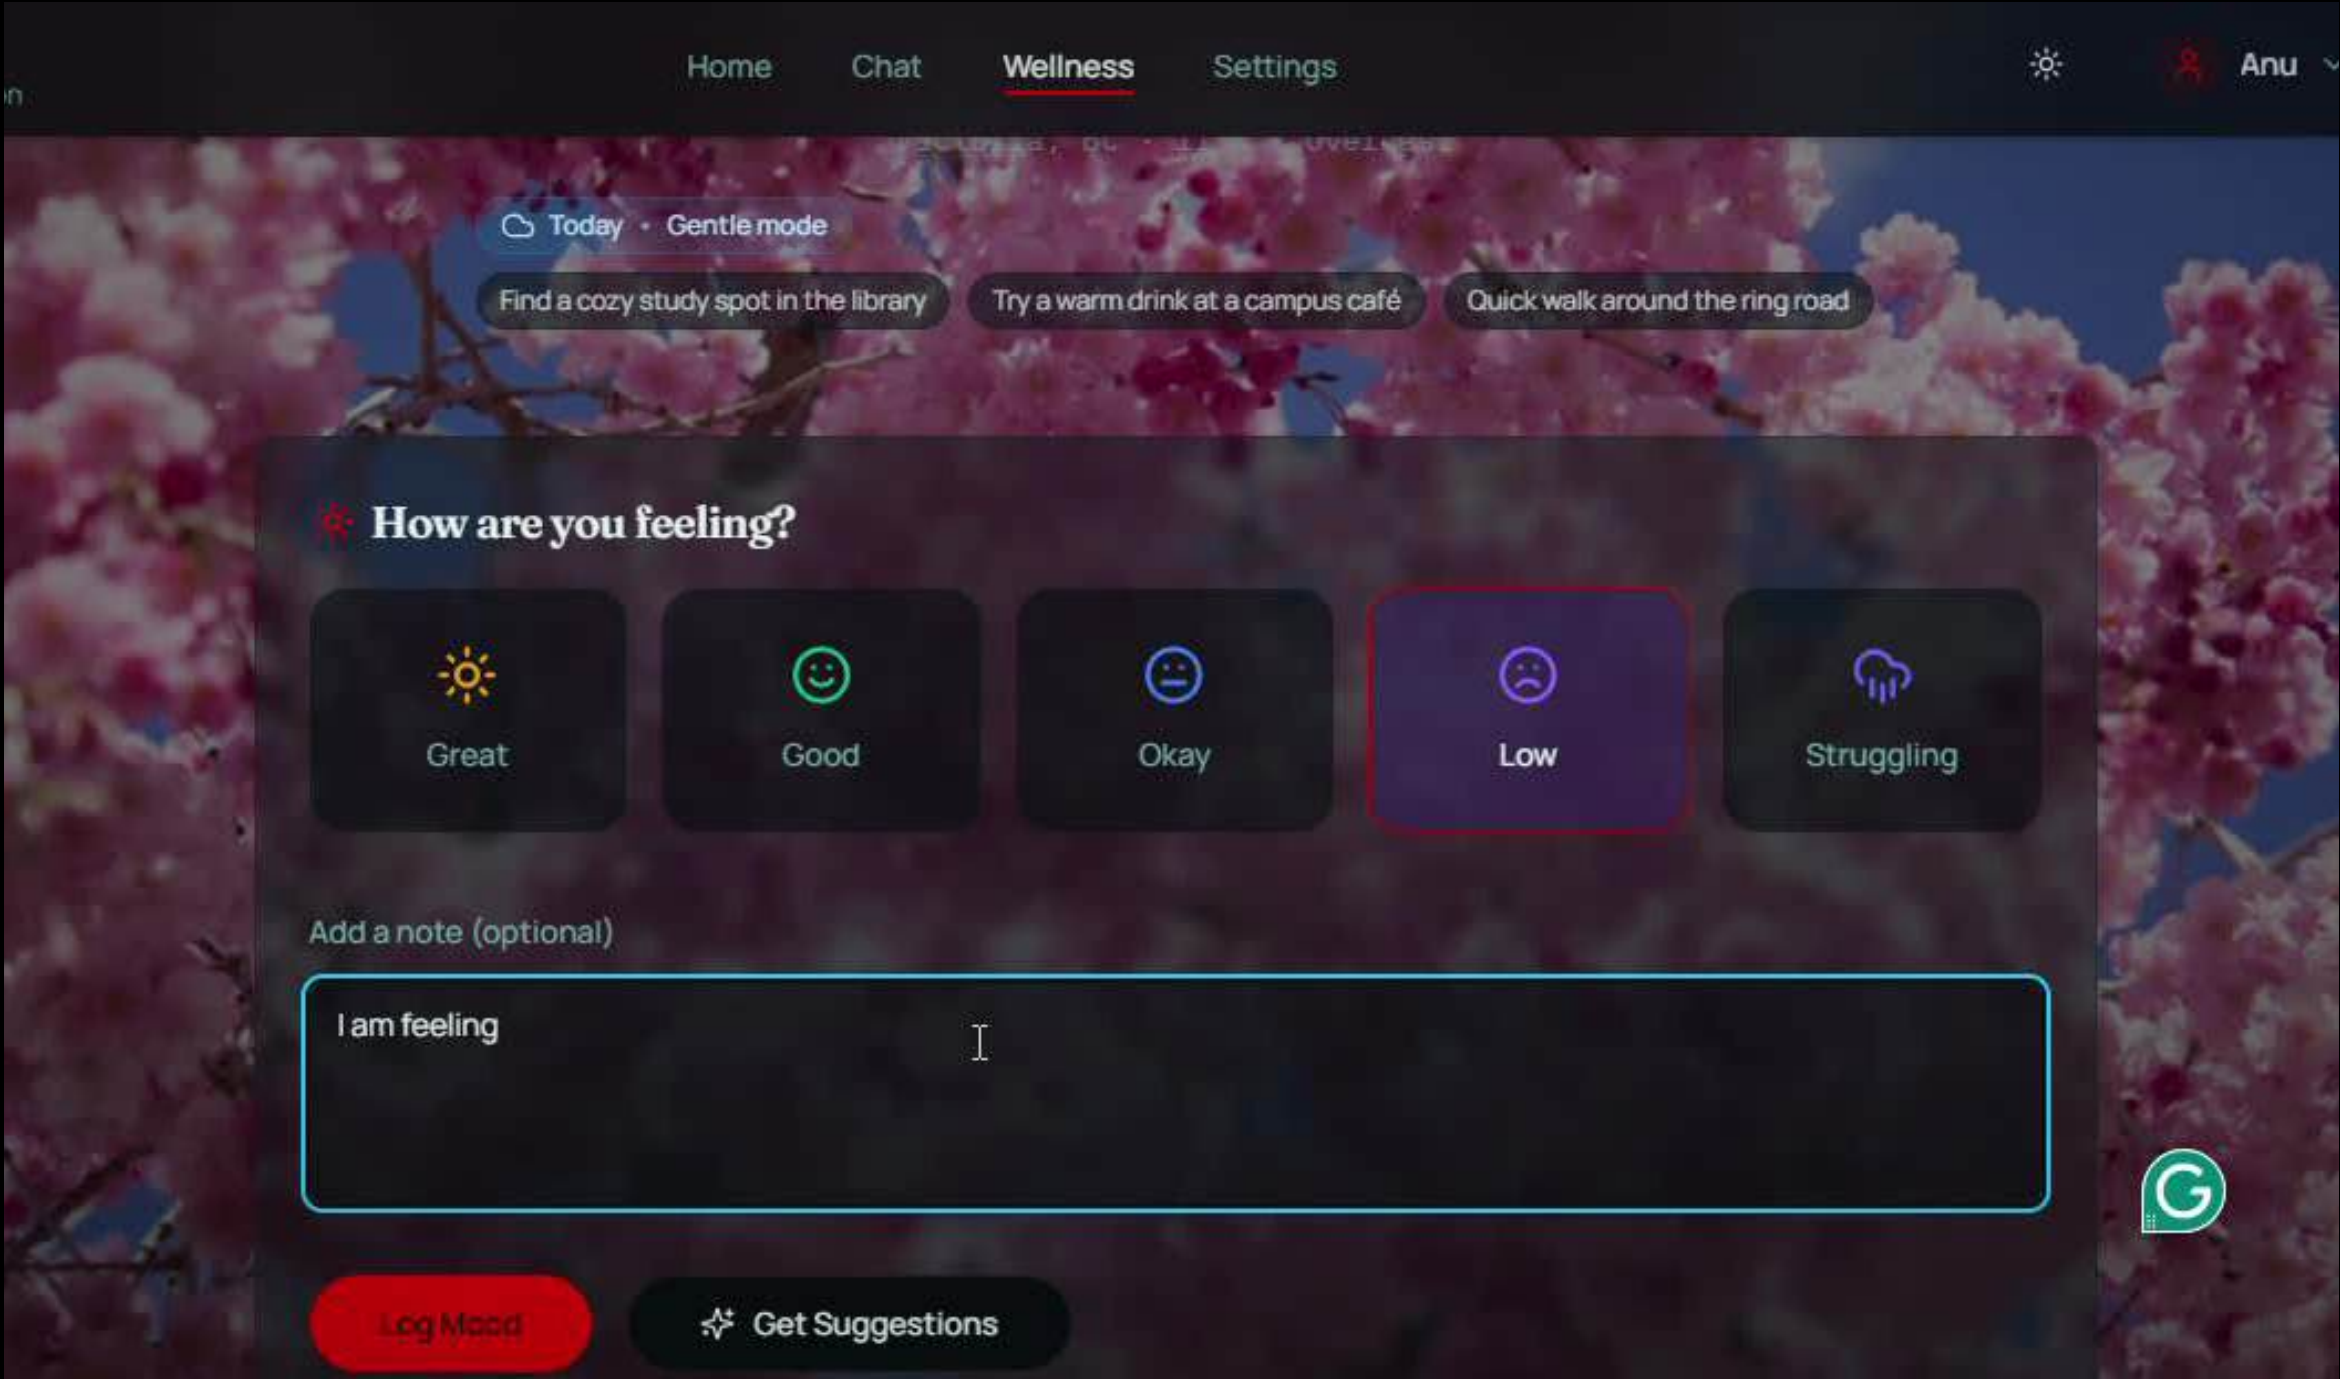 Home Chat Wellness Settings Anu
on
Today • Gentle mode
Find a cozy study spot in the library Try a warm drink at a campus café Quick walk around the ring road
How are you feeling?
Great Good Okay Low Struggling
Add a note (optional)
I am feeling
G
Log Mood Get Suggestions